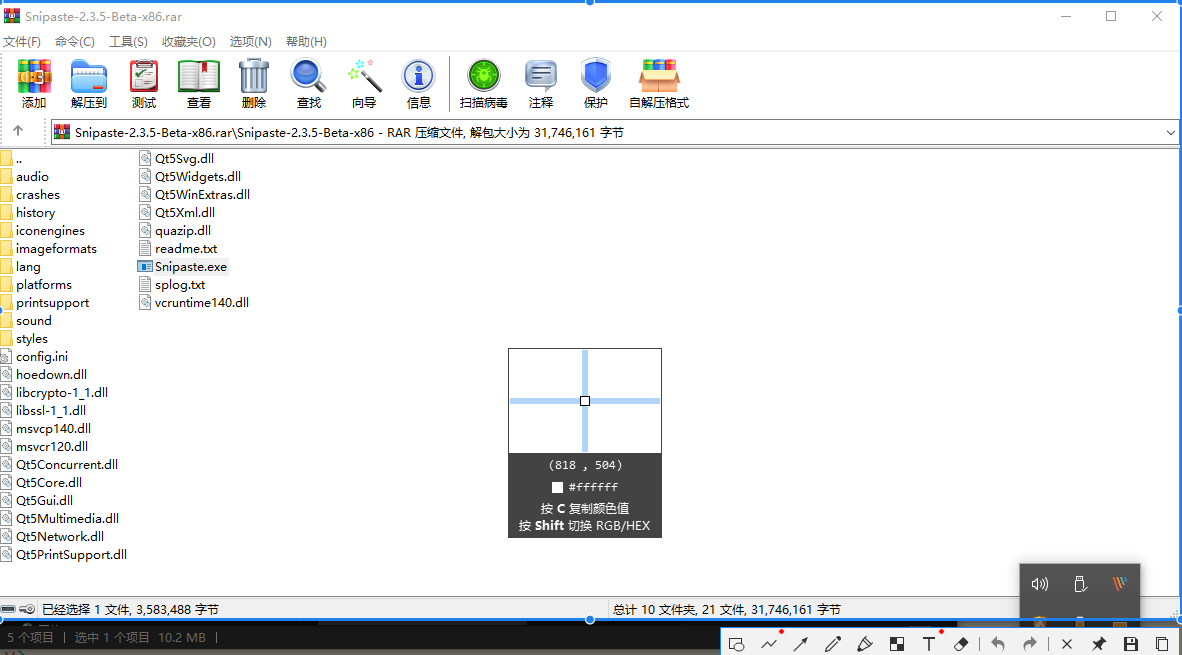 Snipaste-2.3.5-Beta-x86.rar
文件(F) 命令(C) 工具(S) 收藏夹(O) 选项(N) 帮助(H)
添加 解压到 测试 查看 删除 查找 向导 信息 扫描病毒 注释 保护 自解压格式
Snipaste-2.3.5-Beta-x86.rar\Snipaste-2.3.5-Beta-x86 - RAR 压缩文件, 解包大小为 31,746,161 字节
..
audio
crashes
history
iconengines
imageformats
lang
platforms
printsupport
sound
styles
config.ini
hoedown.dll
libcrypto-1_1.dll
libssl-1_1.dll
msvcp140.dll
msvcr120.dll
Qt5Concurrent.dll
Qt5Core.dll
Qt5Gui.dll
Qt5Multimedia.dll
Qt5Network.dll
Qt5PrintSupport.dll
Qt5Svg.dll
Qt5Widgets.dll
Qt5WinExtras.dll
Qt5Xml.dll
quazip.dll
readme.txt
Snipaste.exe
splog.txt
vcruntime140.dll
(818 , 504)
#ffffff
按 C 复制颜色值
按 Shift 切换 RGB/HEX
已经选择 1 文件, 3,583,488 字节
总计 10 文件夹, 21 文件, 31,746,161 字节
5 个项目 | 选中 1 个项目 10.2 MB |
T